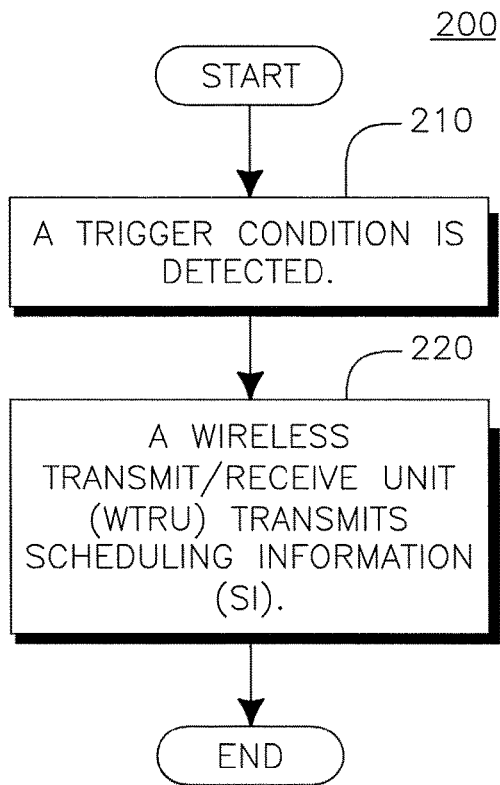 200
START
210
A TRIGGER CONDITION IS
DETECTED.
220
A WIRELESS
TRANSMIT/RECEIVE UNIT
(WTRU) TRANSMITS
SCHEDULING INFORMATION
(SI).
END